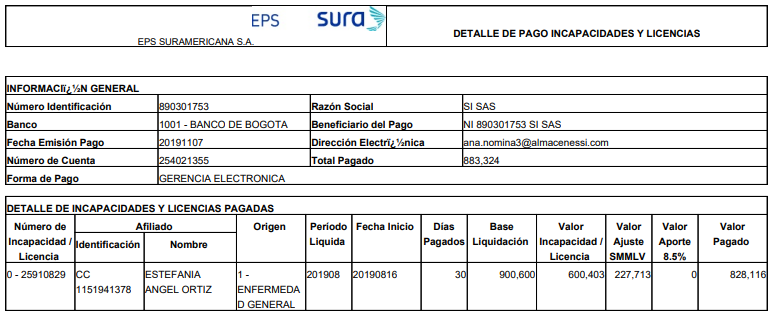 EPS sura
EPS SURAMERICANA S.A.
DETALLE DE PAGO INCAPACIDADES Y LICENCIAS
INFORMACIï¿½N GENERAL
Número Identificación 890301753 Razón Social SI SAS
Banco 1001 - BANCO DE BOGOTA Beneficiario del Pago NI 890301753 SI SAS
Fecha Emisión Pago 20191107 Dirección Electrï¿½nica ana.nomina3@almacenessi.com
Número de Cuenta 254021355 Total Pagado 883,324
Forma de Pago GERENCIA ELECTRONICA
DETALLE DE INCAPACIDADES Y LICENCIAS PAGADAS
Número de Incapacidad / Licencia Afiliado Identificación Nombre Origen Período Liquida Fecha Inicio Días Pagados Base Liquidación Valor Incapacidad / Licencia Valor Ajuste SMMLV Valor Aporte 8.5% Valor Pagado
0 - 25910829 CC ESTEFANIA 1 - 201908 20190816 30 900,600 600,403 227,713 0 828,116
1151941378 ANGEL ORTIZ ENFERMEDA
D GENERAL